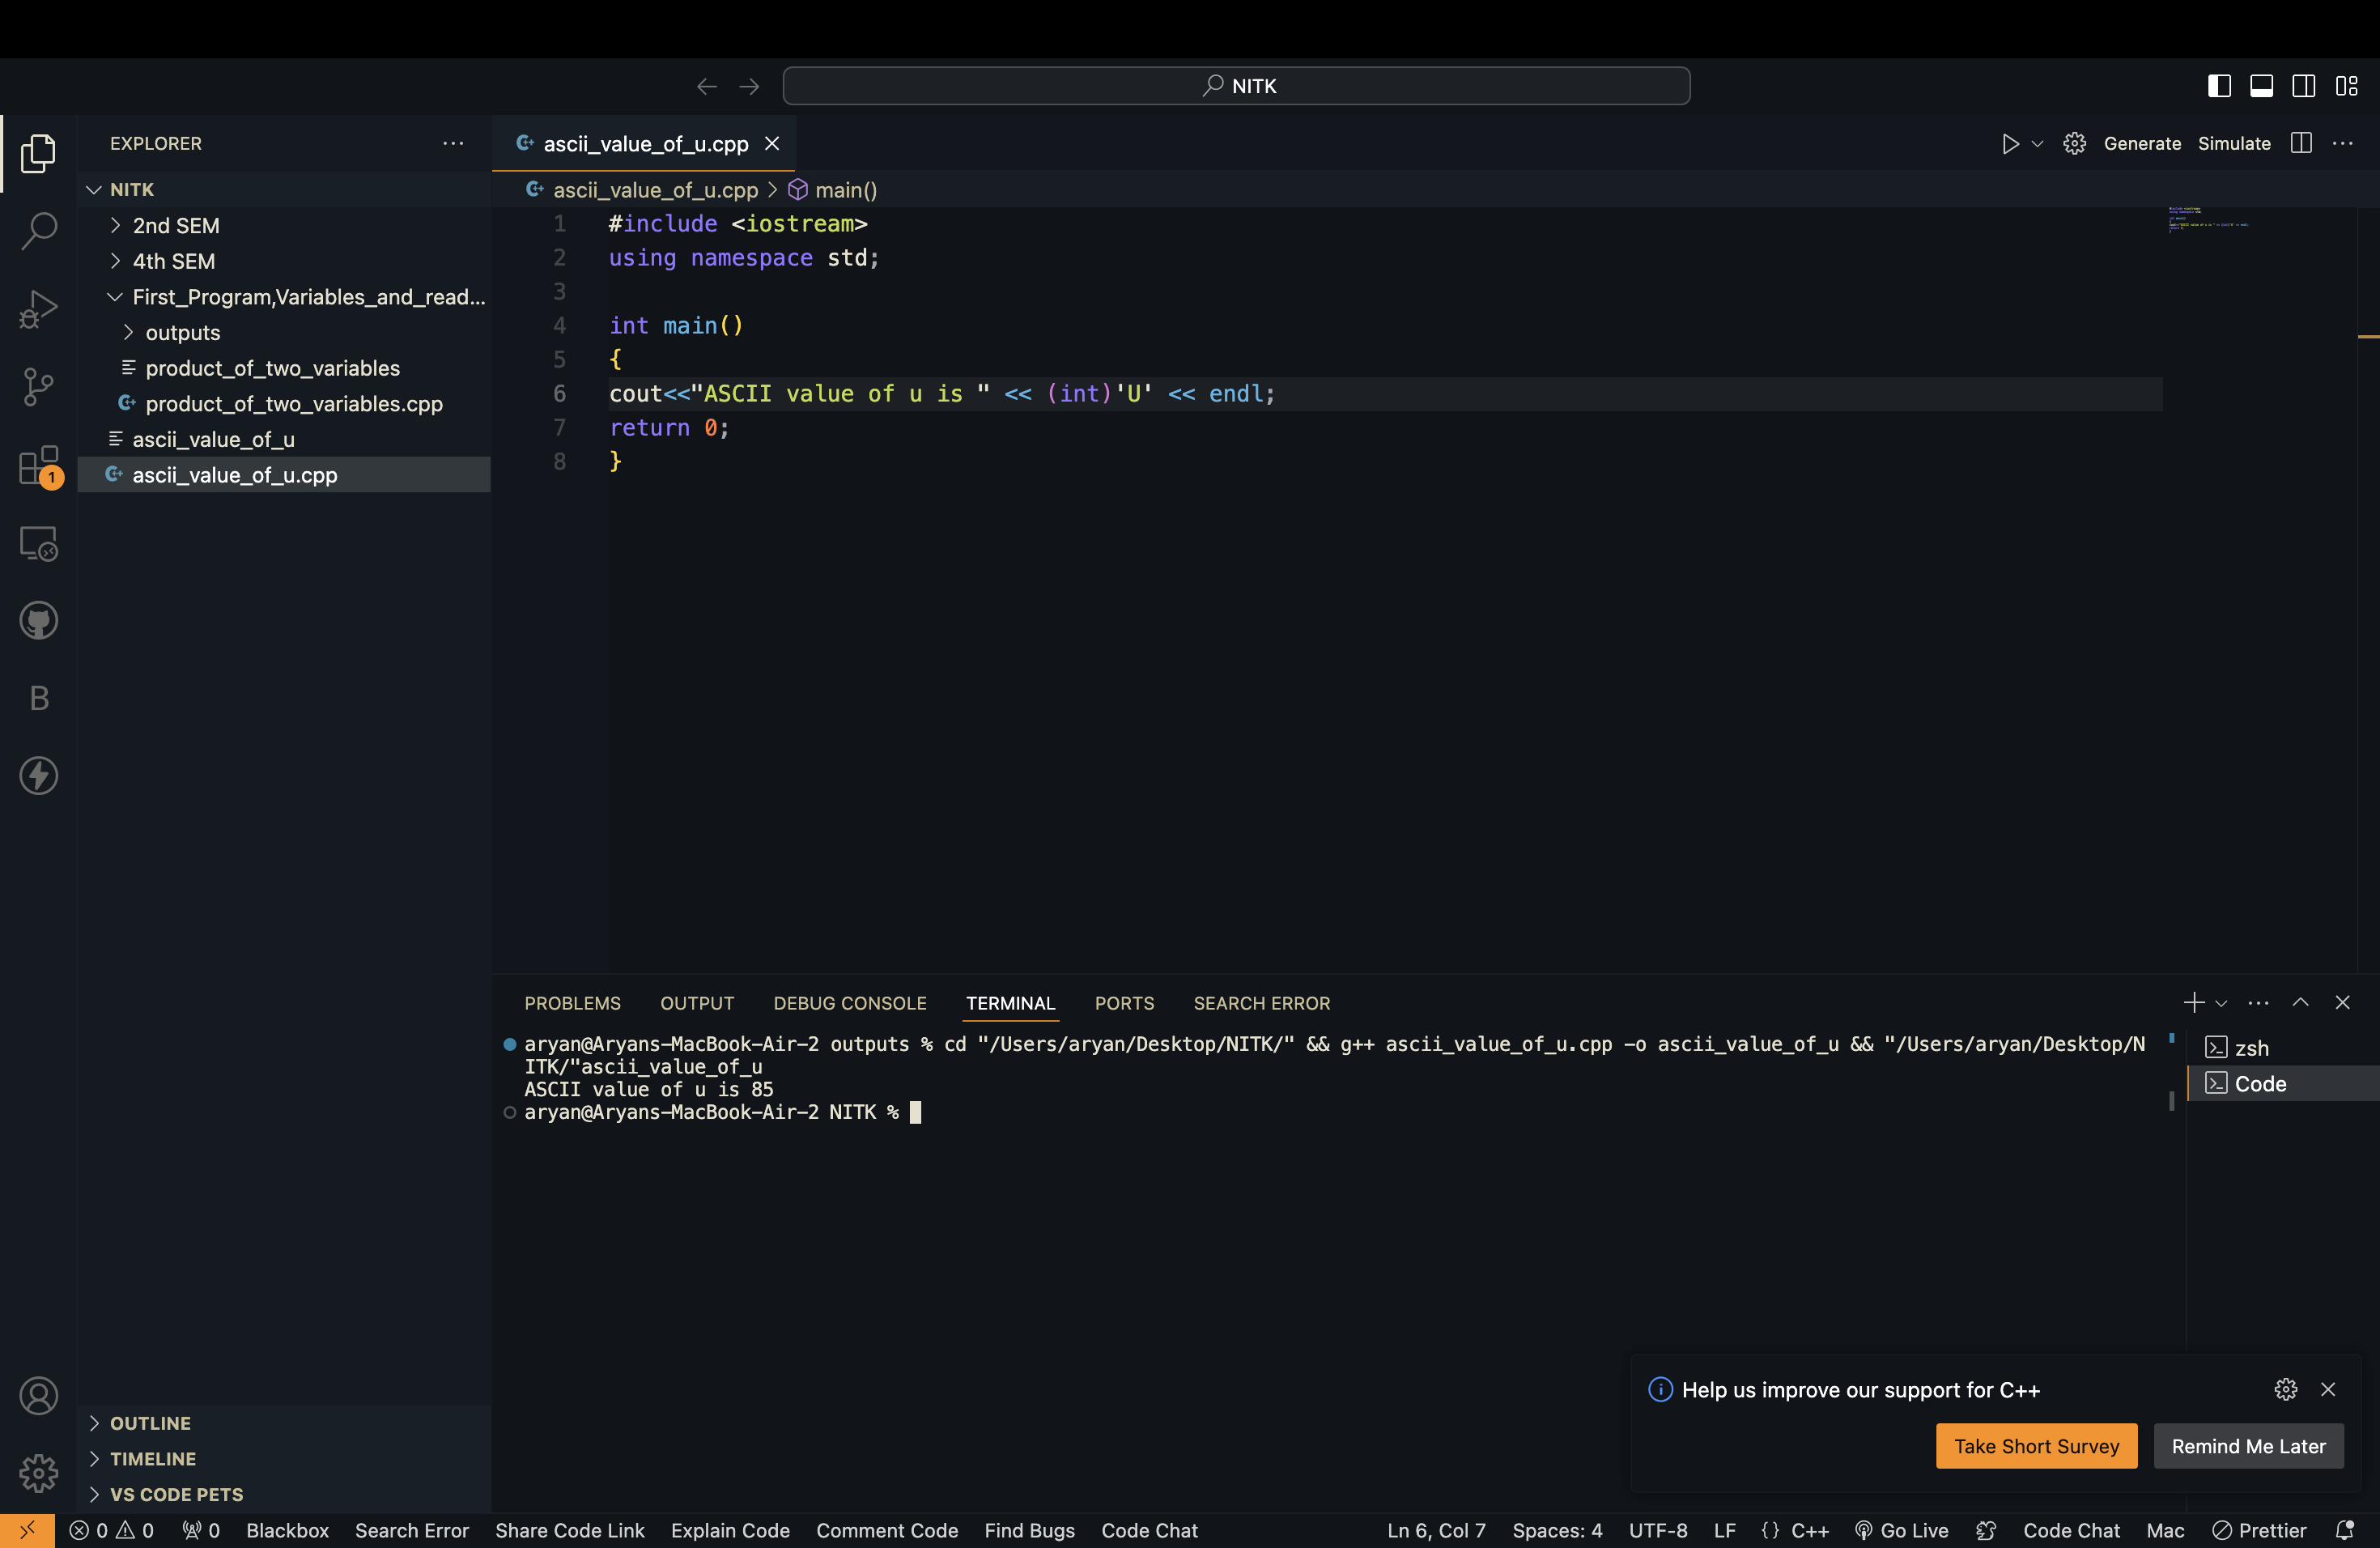 NITK
EXPLORER
NITK
2nd SEM
4th SEM
First_Program,Variables_and_read...
outputs
product_of_two_variables
product_of_two_variables.cpp
ascii_value_of_u
ascii_value_of_u.cpp
OUTLINE
TIMELINE
VS CODE PETS
1
B
ascii_value_of_u.cpp
Generate Simulate
ascii_value_of_u.cpp > main()
1 #include <iostream>
2 using namespace std;
3
4 int main()
5 {
6 cout<<"ASCII value of u is " << (int)'U' << endl;
7 return 0;
8 }
PROBLEMS OUTPUT DEBUG CONSOLE TERMINAL PORTS SEARCH ERROR
aryan@Aryans-MacBook-Air-2 outputs % cd "/Users/aryan/Desktop/NITK/" && g++ ascii_value_of_u.cpp -o ascii_value_of_u && "/Users/aryan/Desktop/N
ITK/"ascii_value_of_u
ASCII value of u is 85
aryan@Aryans-MacBook-Air-2 NITK %
zsh
Code
Help us improve our support for C++
Take Short Survey Remind Me Later
0 0 0 Blackbox Search Error Share Code Link Explain Code Comment Code Find Bugs Code Chat Ln 6, Col 7 Spaces: 4 UTF-8 LF {} C++ Go Live Code Chat Mac Prettier